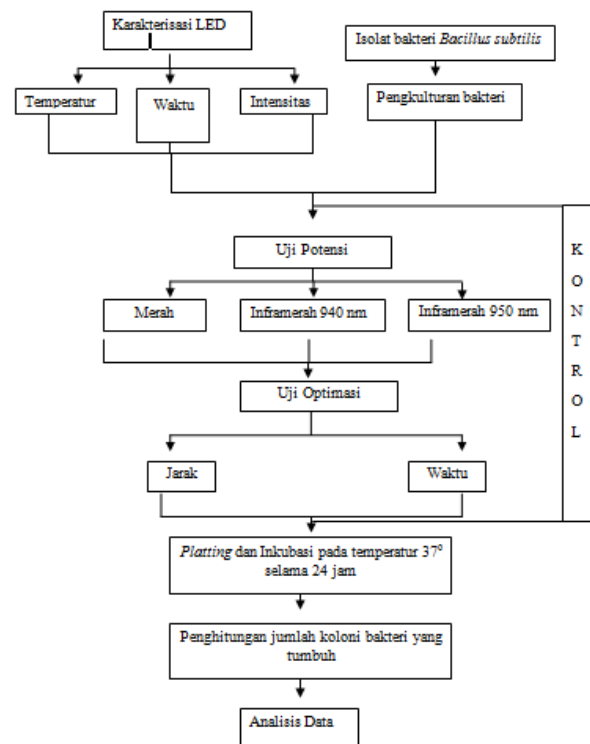 Karakterisasi LED
Isolat bakteri Bacillus subtilis
Temperatur
Waktu
Intensitas
Pengkulturan bakteri
K
O
N
T
R
O
L
Uji Potensi
Merah
Inframerah 940 nm
Inframerah 950 nm
Uji Optimasi
Jarak
Waktu
Platting dan Inkubasi pada temperatur 37⁰
selama 24 jam
Penghitungan jumlah koloni bakteri yang
tumbuh
Analisis Data